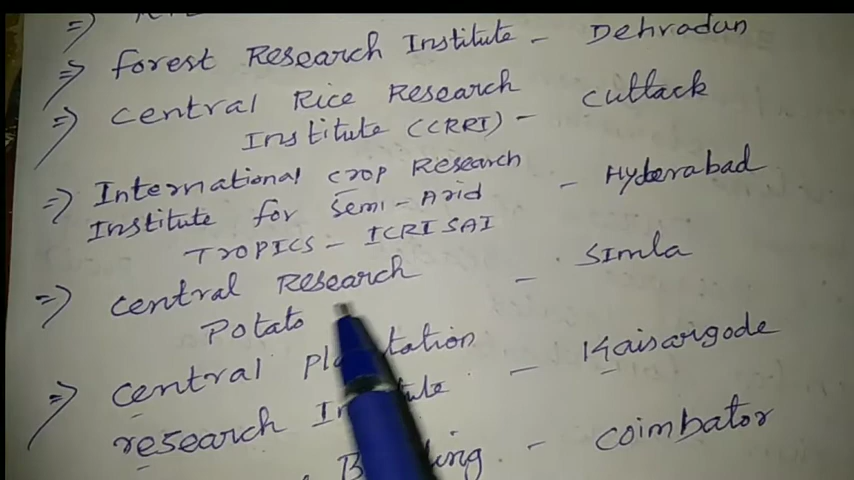 => Forest Research Institute - Dehradun
=> Central Rice Research Cuttack
Institute (CRRI) -
=> International crop Research
Institute for Semi-Arid - Hyderabad
TROPICS - ICRISAI
=> Central Research - Simla
Potato
=> Central - Kaisargode
research
- Coimbator